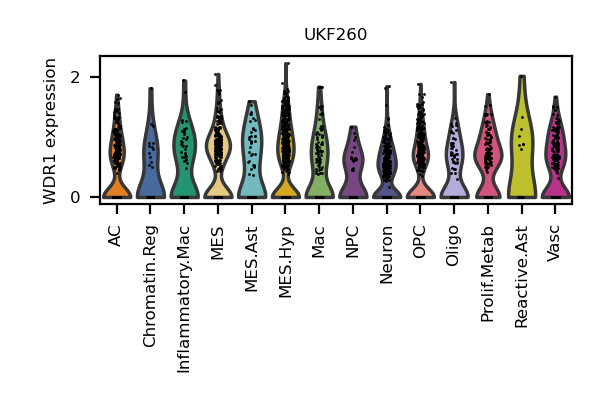 UKF260
WDR1 expression
2
0
AC
Chromatin.Reg
Inflammatory.Mac
MES
MES.Ast
MES.Hyp
Mac
NPC
Neuron
OPC
Oligo
Prolif.Metab
Reactive.Ast
Vasc